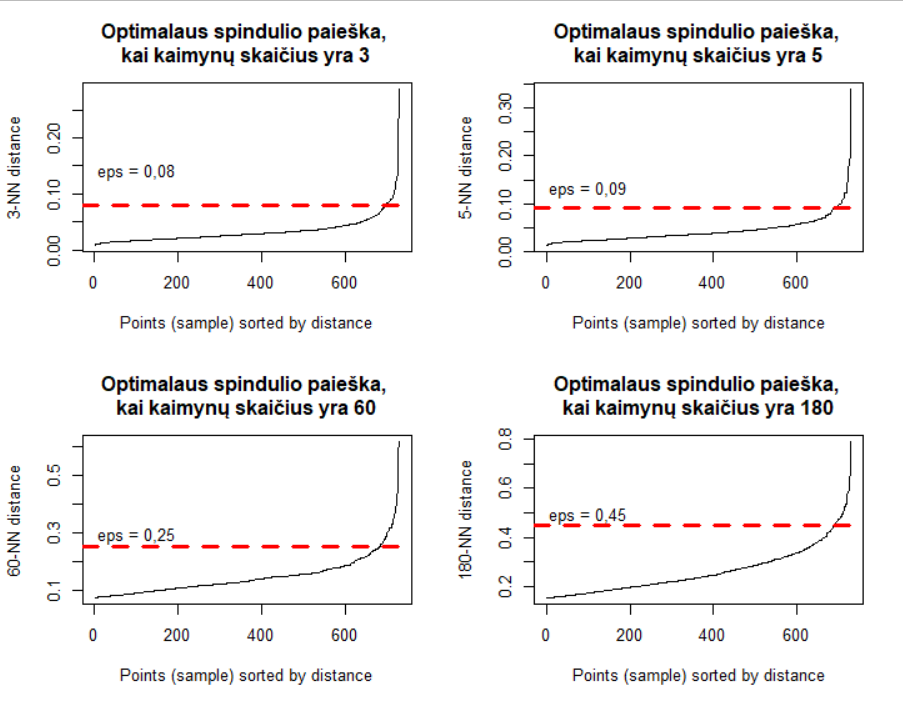 Optimalaus spindulio paieška,
kai kaimynų skaičius yra 3
3-NN distance
0.00 0.10 0.20
eps = 0,08
0 200 400 600
Points (sample) sorted by distance
Optimalaus spindulio paieška,
kai kaimynų skaičius yra 5
5-NN distance
0.00 0.10 0.20 0.30
eps = 0,09
0 200 400 600
Points (sample) sorted by distance
Optimalaus spindulio paieška,
kai kaimynų skaičius yra 60
60-NN distance
0.1 0.3 0.5
eps = 0,25
0 200 400 600
Points (sample) sorted by distance
Optimalaus spindulio paieška,
kai kaimynų skaičius yra 180
180-NN distance
0.2 0.4 0.6 0.8
eps = 0,45
0 200 400 600
Points (sample) sorted by distance